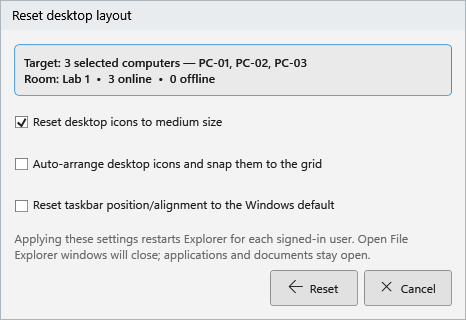 Reset desktop layout
Target: 3 selected computers — PC-01, PC-02, PC-03
Room: Lab 1 • 3 online • 0 offline
Reset desktop icons to medium size
Auto-arrange desktop icons and snap them to the grid
Reset taskbar position/alignment to the Windows default
Applying these settings restarts Explorer for each signed-in user. Open File
Explorer windows will close; applications and documents stay open.
Reset
Cancel